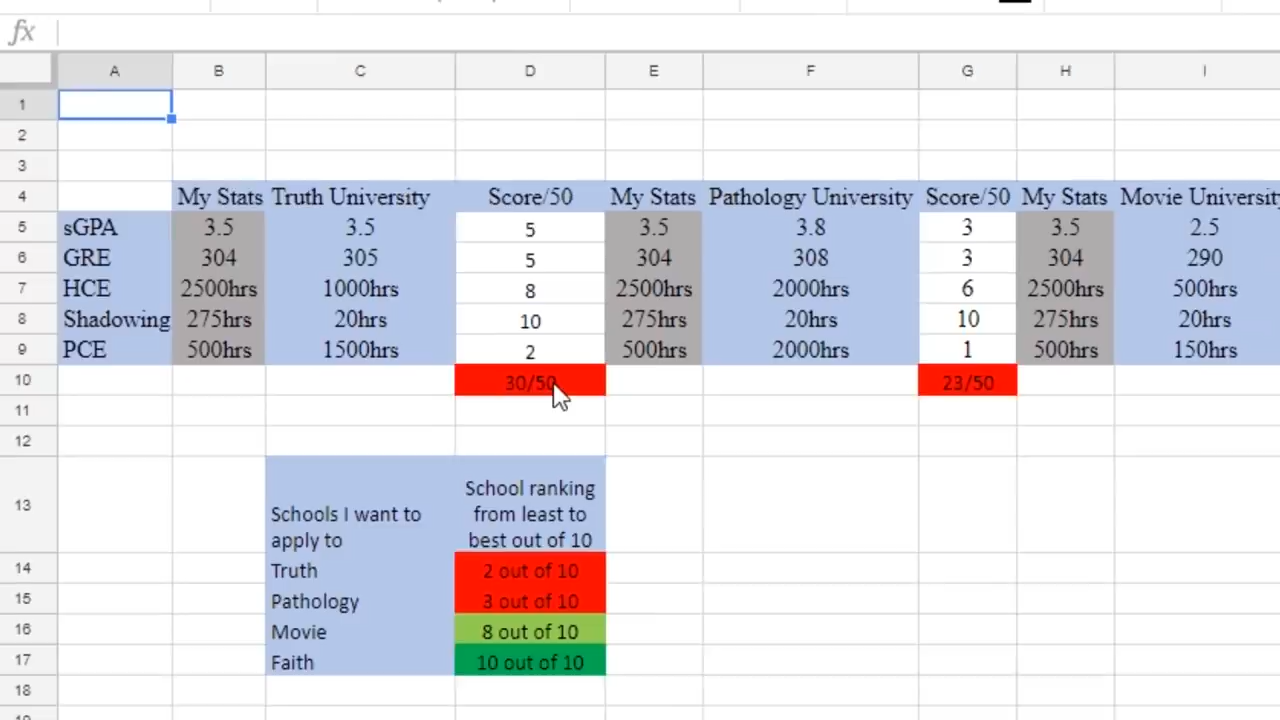 fx
A B C D E F G H I
1
2
3
4 My Stats Truth University Score/50 My Stats Pathology University Score/50 My Stats Movie University
5 sGPA 3.5 3.5 5 3.5 3.8 3 3.5 2.5
6 GRE 304 305 5 304 308 3 304 290
7 HCE 2500hrs 1000hrs 8 2500hrs 2000hrs 6 2500hrs 500hrs
8 Shadowing 275hrs 20hrs 10 275hrs 20hrs 10 275hrs 20hrs
9 PCE 500hrs 1500hrs 2 500hrs 2000hrs 1 500hrs 150hrs
10 30/50 23/50
11
12
School ranking
13 Schools I want to from least to
apply to best out of 10
14 Truth 2 out of 10
15 Pathology 3 out of 10
16 Movie 8 out of 10
17 Faith 10 out of 10
18